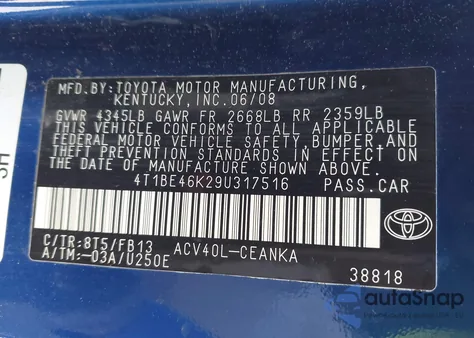 MFD.BY:TOYOTA MOTOR MANUFACTURING,
KENTUCKY,INC.06/08
GVWR 4345LB GAWR FR 2668LB RR 2359LB
THIS VEHICLE CONFORMS TO ALL APPLICABLE
FEDERAL MOTOR VEHICLE SAFETY,BUMPER,AND
THEFT PREVENTION STANDARDS IN EFFECT ON
THE DATE OF MANUFACTURE SHOWN ABOVE.
4T1BE46K29U317516 PASS.CAR
C/TR:8T5/FB13 ACV40L-CEANKA
A/TM:-03A/U250E
TOYOTA
38818
autoSnap